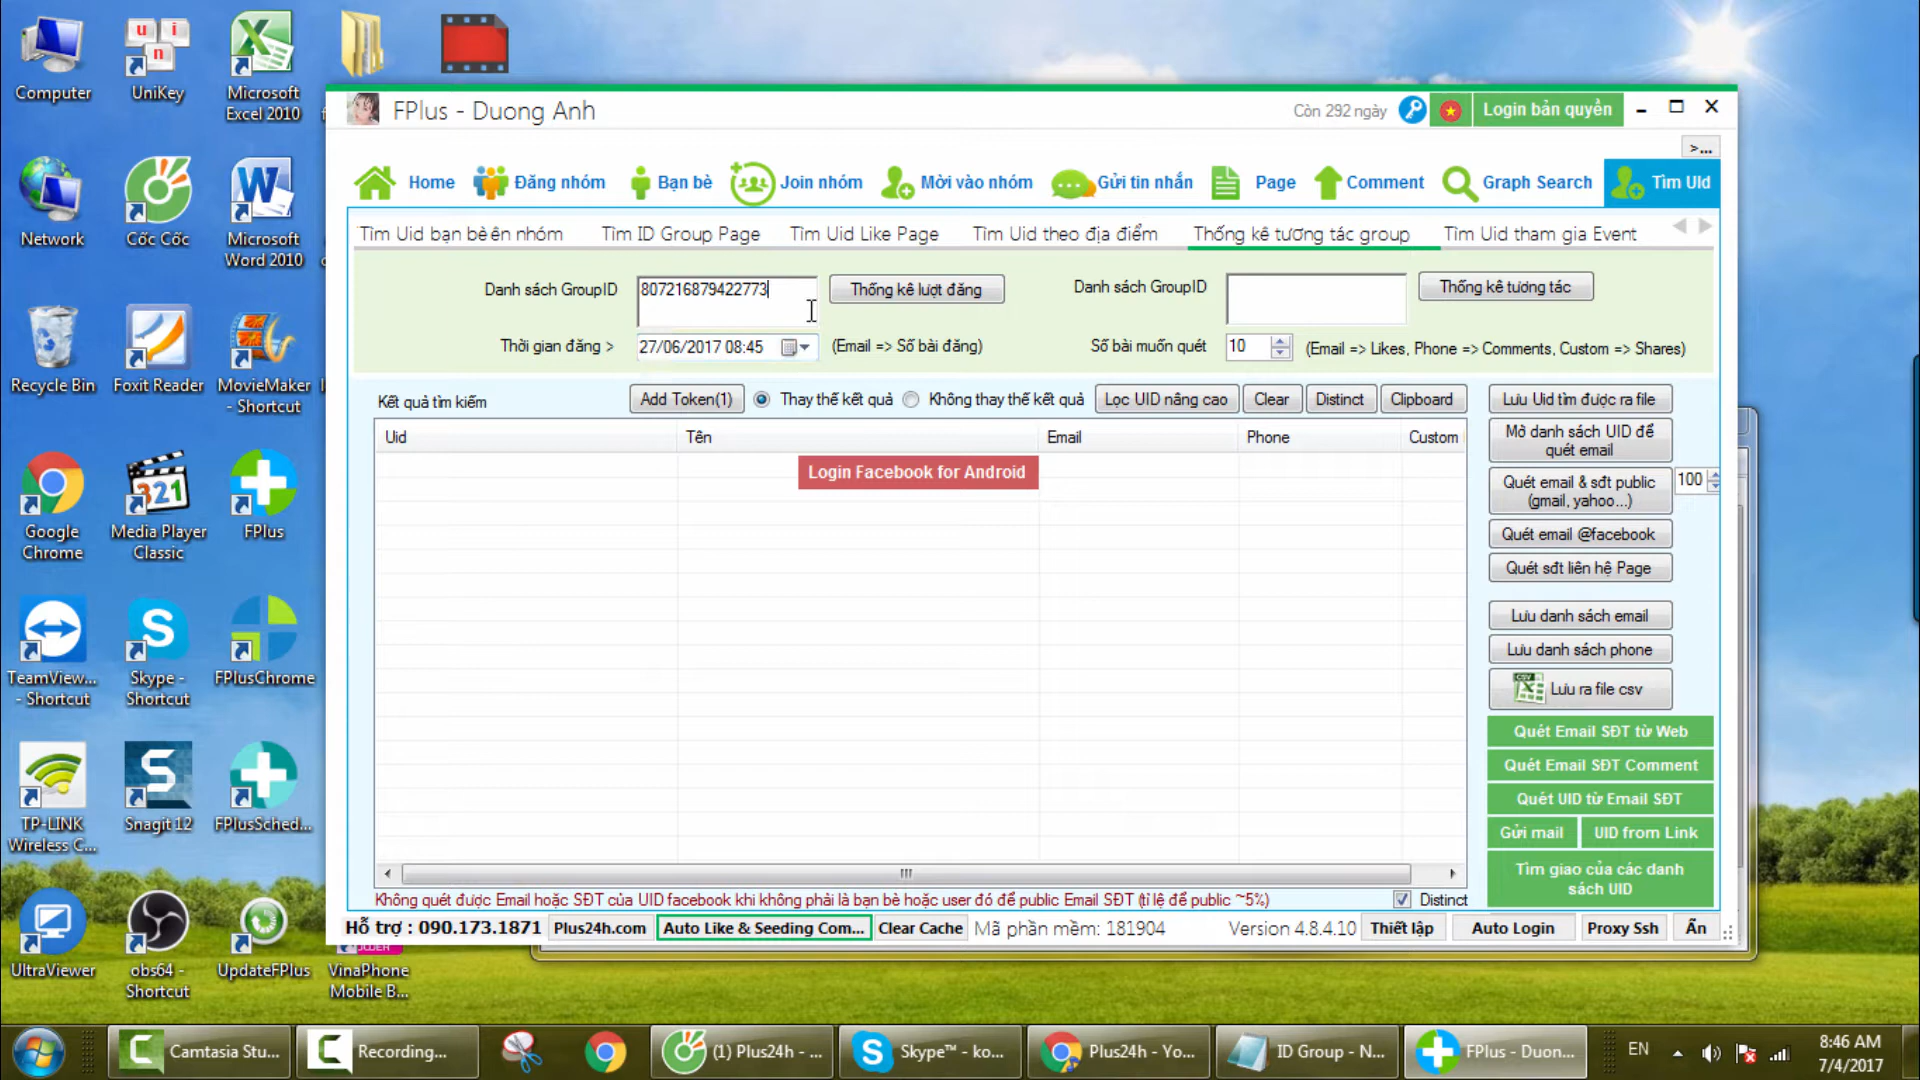 Computer
UniKey
Microsoft
Excel 2010
Network
Cốc Cốc
Microsoft
Word 2010
Recycle Bin
Foxit Reader
MovieMaker
- Shortcut
Google
Chrome
Media Player
Classic
FPlus
TeamView...
- Shortcut
Skype -
Shortcut
FPlusChrome
TP-LINK
Wireless C...
Snagit 12
FPlusSched...
UltraViewer
obs64 -
Shortcut
UpdateFPlus
VinaPhone
Mobile B...
FPlus - Duong Anh
Còn 292 ngày
Login bản quyền
>...
Home
Đăng nhóm
Bạn bè
Join nhóm
Mời vào nhóm
Gửi tin nhắn
Page
Comment
Graph Search
Tìm UId
Tìm Uid bạn bè ên nhóm
Tìm ID Group Page
Tìm Uid Like Page
Tìm Uid theo địa điểm
Thống kê tương tác group
Tìm Uid tham gia Event
Danh sách GroupID
807216879422773
Thống kê lượt đăng
Danh sách GroupID
Thống kê tương tác
Thời gian đăng >
27/06/2017 08:45
(Email => Số bài đăng)
Số bài muốn quét
10
(Email => Likes, Phone => Comments, Custom => Shares)
Kết quả tìm kiếm
Add Token(1)
Thay thế kết quả
Không thay thế kết quả
Lọc UID nâng cao
Clear
Distinct
Clipboard
Uid
Tên
Email
Phone
Custom
Login Facebook for Android
Lưu Uid tìm được ra file
Mở danh sách UID để
quét email
Quét email & sđt public
(gmail, yahoo...)
100
Quét email @facebook
Quét sđt liên hệ Page
Lưu danh sách email
Lưu danh sách phone
CSV
Lưu ra file csv
Quét Email SĐT từ Web
Quét Email SĐT Comment
Quét UID từ Email SĐT
Gửi mail
UID from Link
Tìm giao của các danh
sách UID
Không quét được Email hoặc SĐT của UID facebook khi không phải là bạn bè hoặc user đó để public Email SĐT (tỉ lệ để public ~5%)
Distinct
Hỗ trợ : 090.173.1871
Plus24h.com
Auto Like & Seeding Com...
Clear Cache
Mã phần mềm: 181904
Version 4.8.4.10
Thiết lập
Auto Login
Proxy Ssh
Ẩn
Camtasia Stu...
Recording...
(1) Plus24h - ...
Skype™ - ko...
Plus24h - Yo...
ID Group - N...
FPlus - Duon...
EN
8:46 AM
7/4/2017